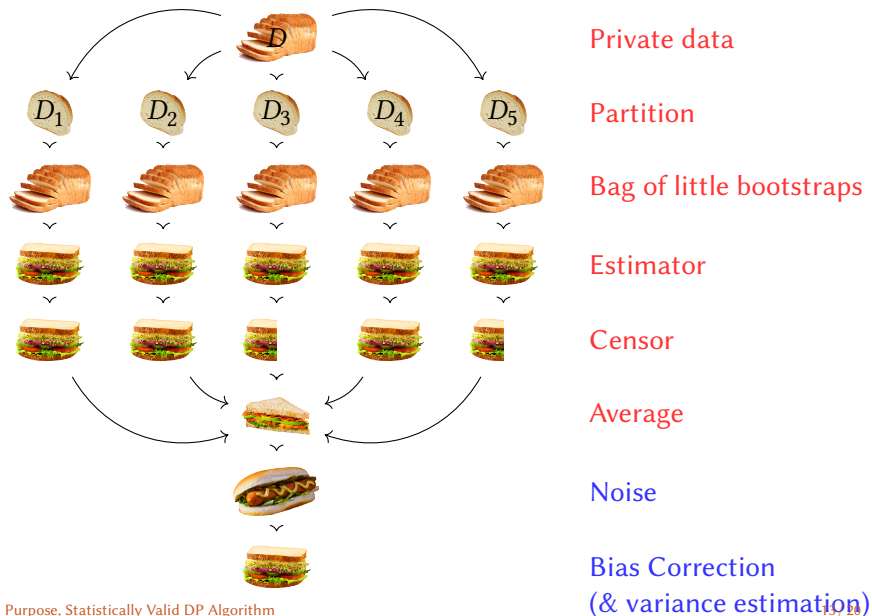 D
Private data
D₁ D₂ D₃ D₄ D₅
Partition
Bag of little bootstraps
Estimator
Censor
Average
Noise
Bias Correction
(& variance estimation)
Purpose, Statistically Valid DP Algorithm